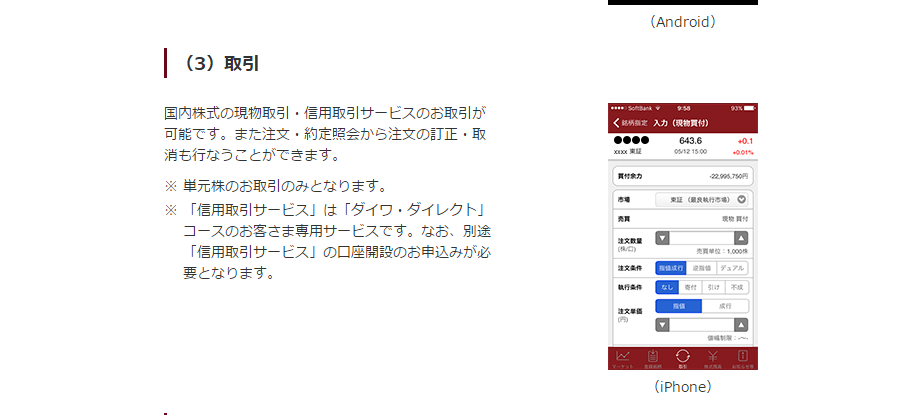 （Android）
（3）取引
国内株式の現物取引・信用取引サービスのお取引が
可能です。また注文・約定照会から注文の訂正・取
消も行なうことができます。
※ 単元株のお取引のみとなります。
※ 「信用取引サービス」は「ダイワ・ダイレクト」
コースのお客さま専用サービスです。なお、別途
「信用取引サービス」の口座開設のお申込みが必
要となります。
SoftBank 9:58 93%
銘柄指定 入力（現物買付）
●●●● 643.6 +0.1
xxxx 東証 05/12 15:00 +0.01%
買付余力 -22,995,750円
市場 東証（最良執行市場）
売買 現物 買付
注文数量
(株/口)
売買単位：1,000株
注文条件 指値成行 逆指値 デュアル
執行条件 なし 寄付 引け 不成
注文単価
(円)
指値 成行
値幅制限：-〜-
マーケット 登録銘柄 取引 株式残高 お知らせ等
（iPhone）